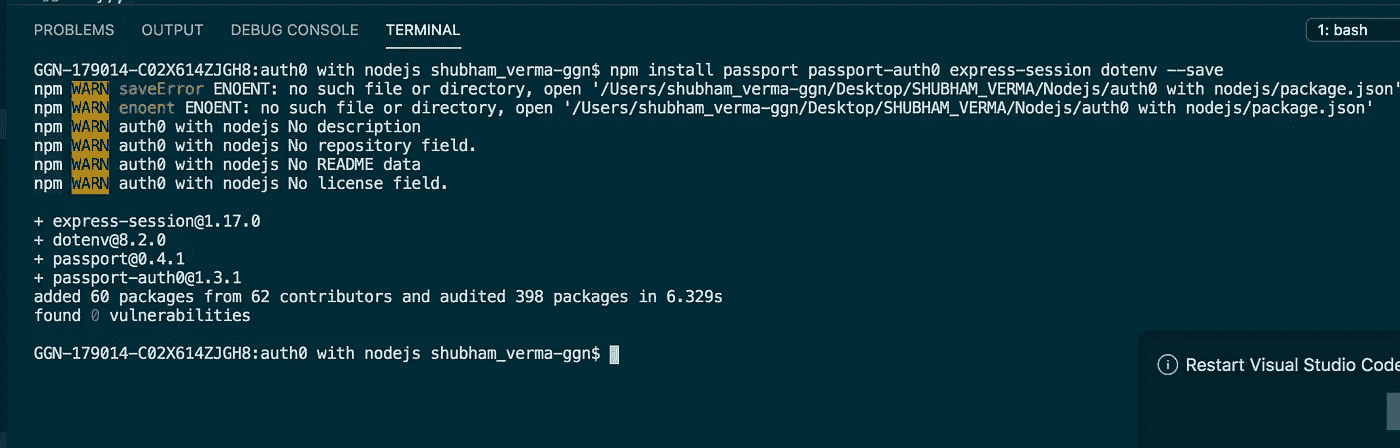 PROBLEMS OUTPUT DEBUG CONSOLE TERMINAL 1: bash
GGN-179014-C02X614ZJGH8:auth0 with nodejs shubham_verma-ggn$ npm install passport passport-auth0 express-session dotenv --save
npm WARN saveError ENOENT: no such file or directory, open '/Users/shubham_verma-ggn/Desktop/SHUBHAM_VERMA/Nodejs/auth0 with nodejs/package.json'
npm WARN enoent ENOENT: no such file or directory, open '/Users/shubham_verma-ggn/Desktop/SHUBHAM_VERMA/Nodejs/auth0 with nodejs/package.json'
npm WARN auth0 with nodejs No description
npm WARN auth0 with nodejs No repository field.
npm WARN auth0 with nodejs No README data
npm WARN auth0 with nodejs No license field.
+ express-session@1.17.0
+ dotenv@8.2.0
+ passport@0.4.1
+ passport-auth0@1.3.1
added 60 packages from 62 contributors and audited 398 packages in 6.329s
found 0 vulnerabilities
GGN-179014-C02X614ZJGH8:auth0 with nodejs shubham_verma-ggn$
Restart Visual Studio Code